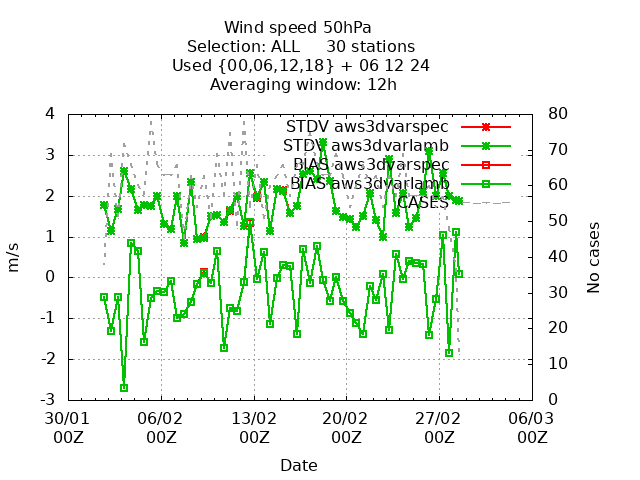 Wind speed 50hPa
Selection: ALL 30 stations
Used {00,06,12,18} + 06 12 24
Averaging window: 12h
STDV aws3dvarspec
STDV aws3dvarlamb
BIAS aws3dvarspec
BIAS aws3dvarlamb
CASES
4
3
2
1
0
-1
-2
-3
m/s
80
70
60
50
40
30
20
10
0
No cases
30/01 06/02 13/02 20/02 27/02 06/03
00Z 00Z 00Z 00Z 00Z 00Z
Date